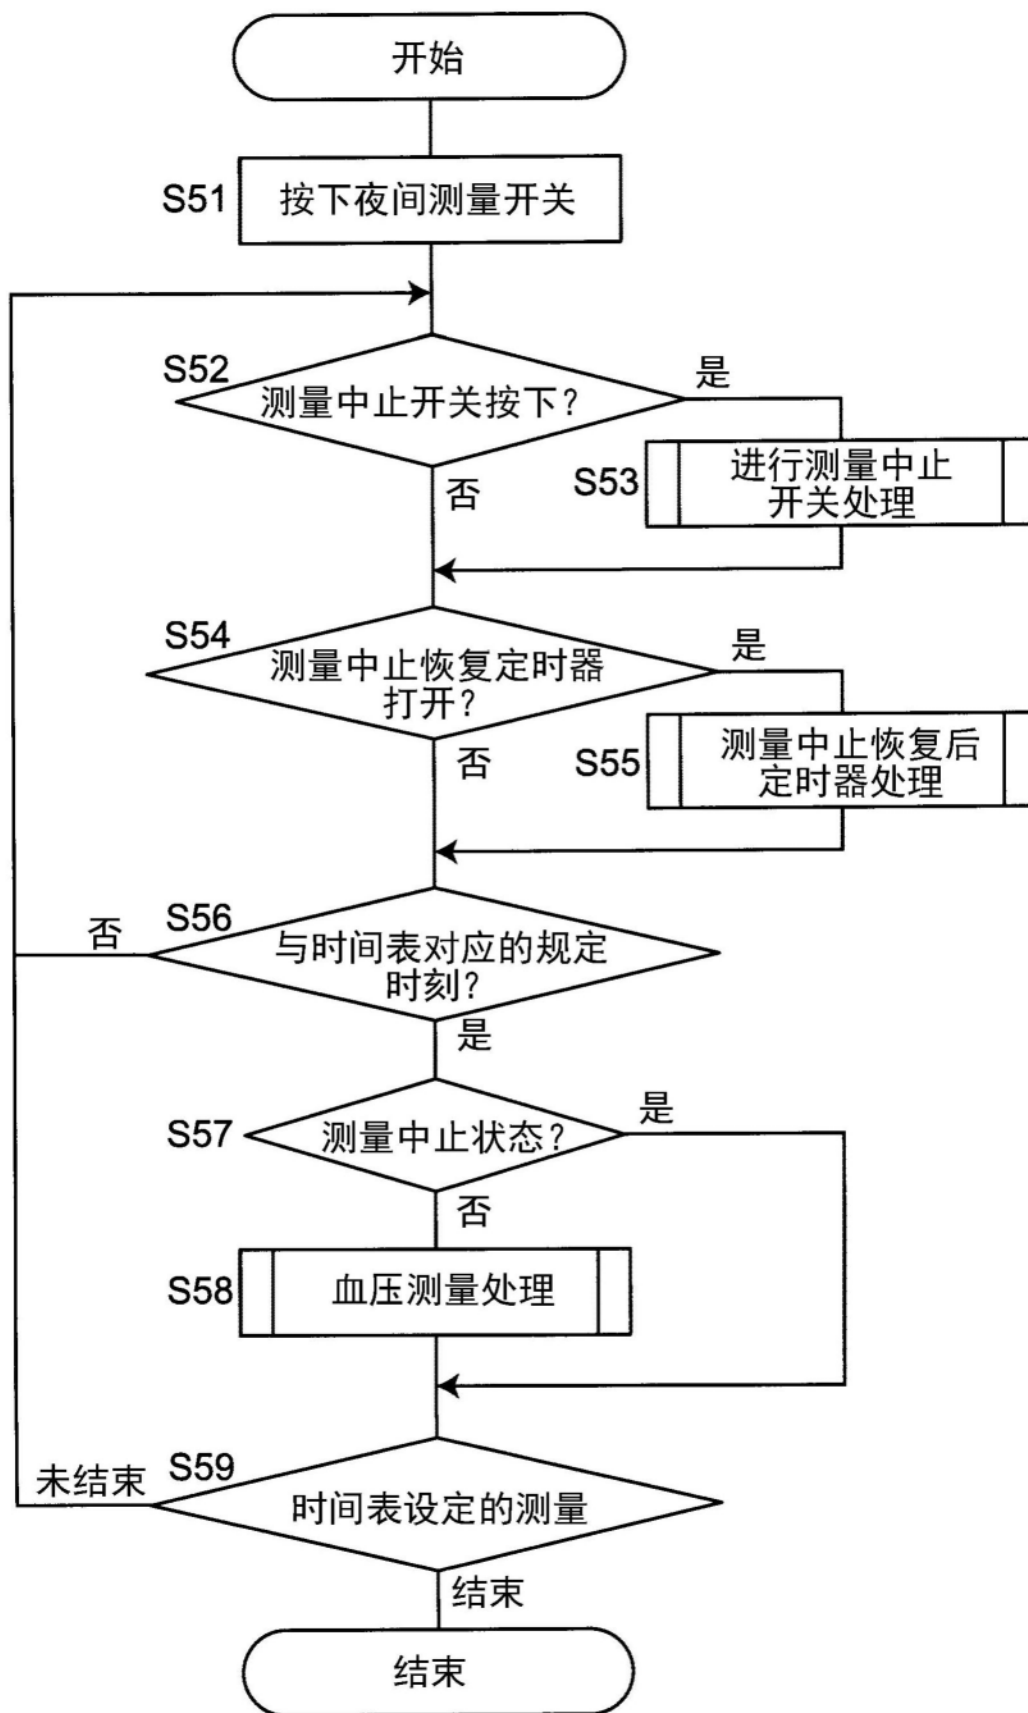 开始
S51
按下夜间测量开关
S52
测量中止开关按下?
是
否
S53
进行测量中止
开关处理
S54
测量中止恢复定时器
打开?
是
否
S55
测量中止恢复后
定时器处理
S56
与时间表对应的规定
时刻?
否
是
S57
测量中止状态?
是
否
S58
血压测量处理
S59
时间表设定的测量
未结束
结束
结束